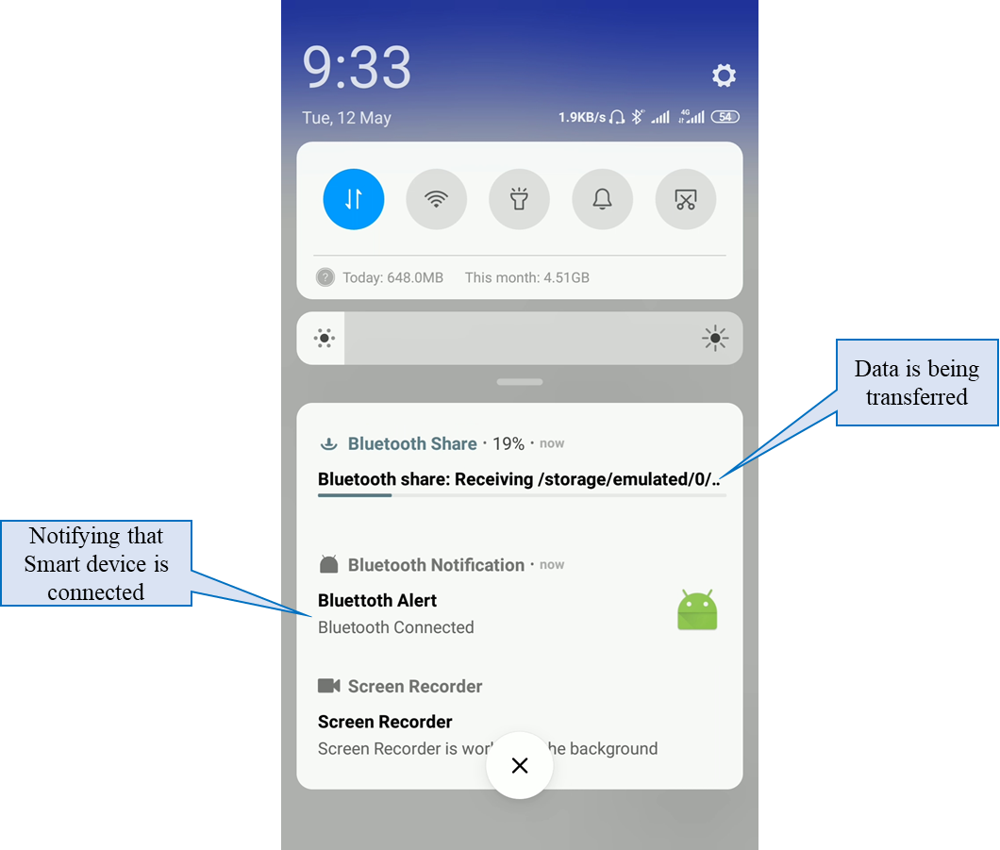 9:33
Tue, 12 May
1.9KB/s 4G 54
? Today: 648.0MB This month: 4.51GB
Data is being
transferred
Bluetooth Share · 19% · now
Bluetooth share: Receiving /storage/emulated/0/..
Notifying that
Smart device is
connected
Bluetooth Notification · now
Bluettoth Alert
Bluetooth Connected
Screen Recorder
Screen Recorder
Screen Recorder is he background